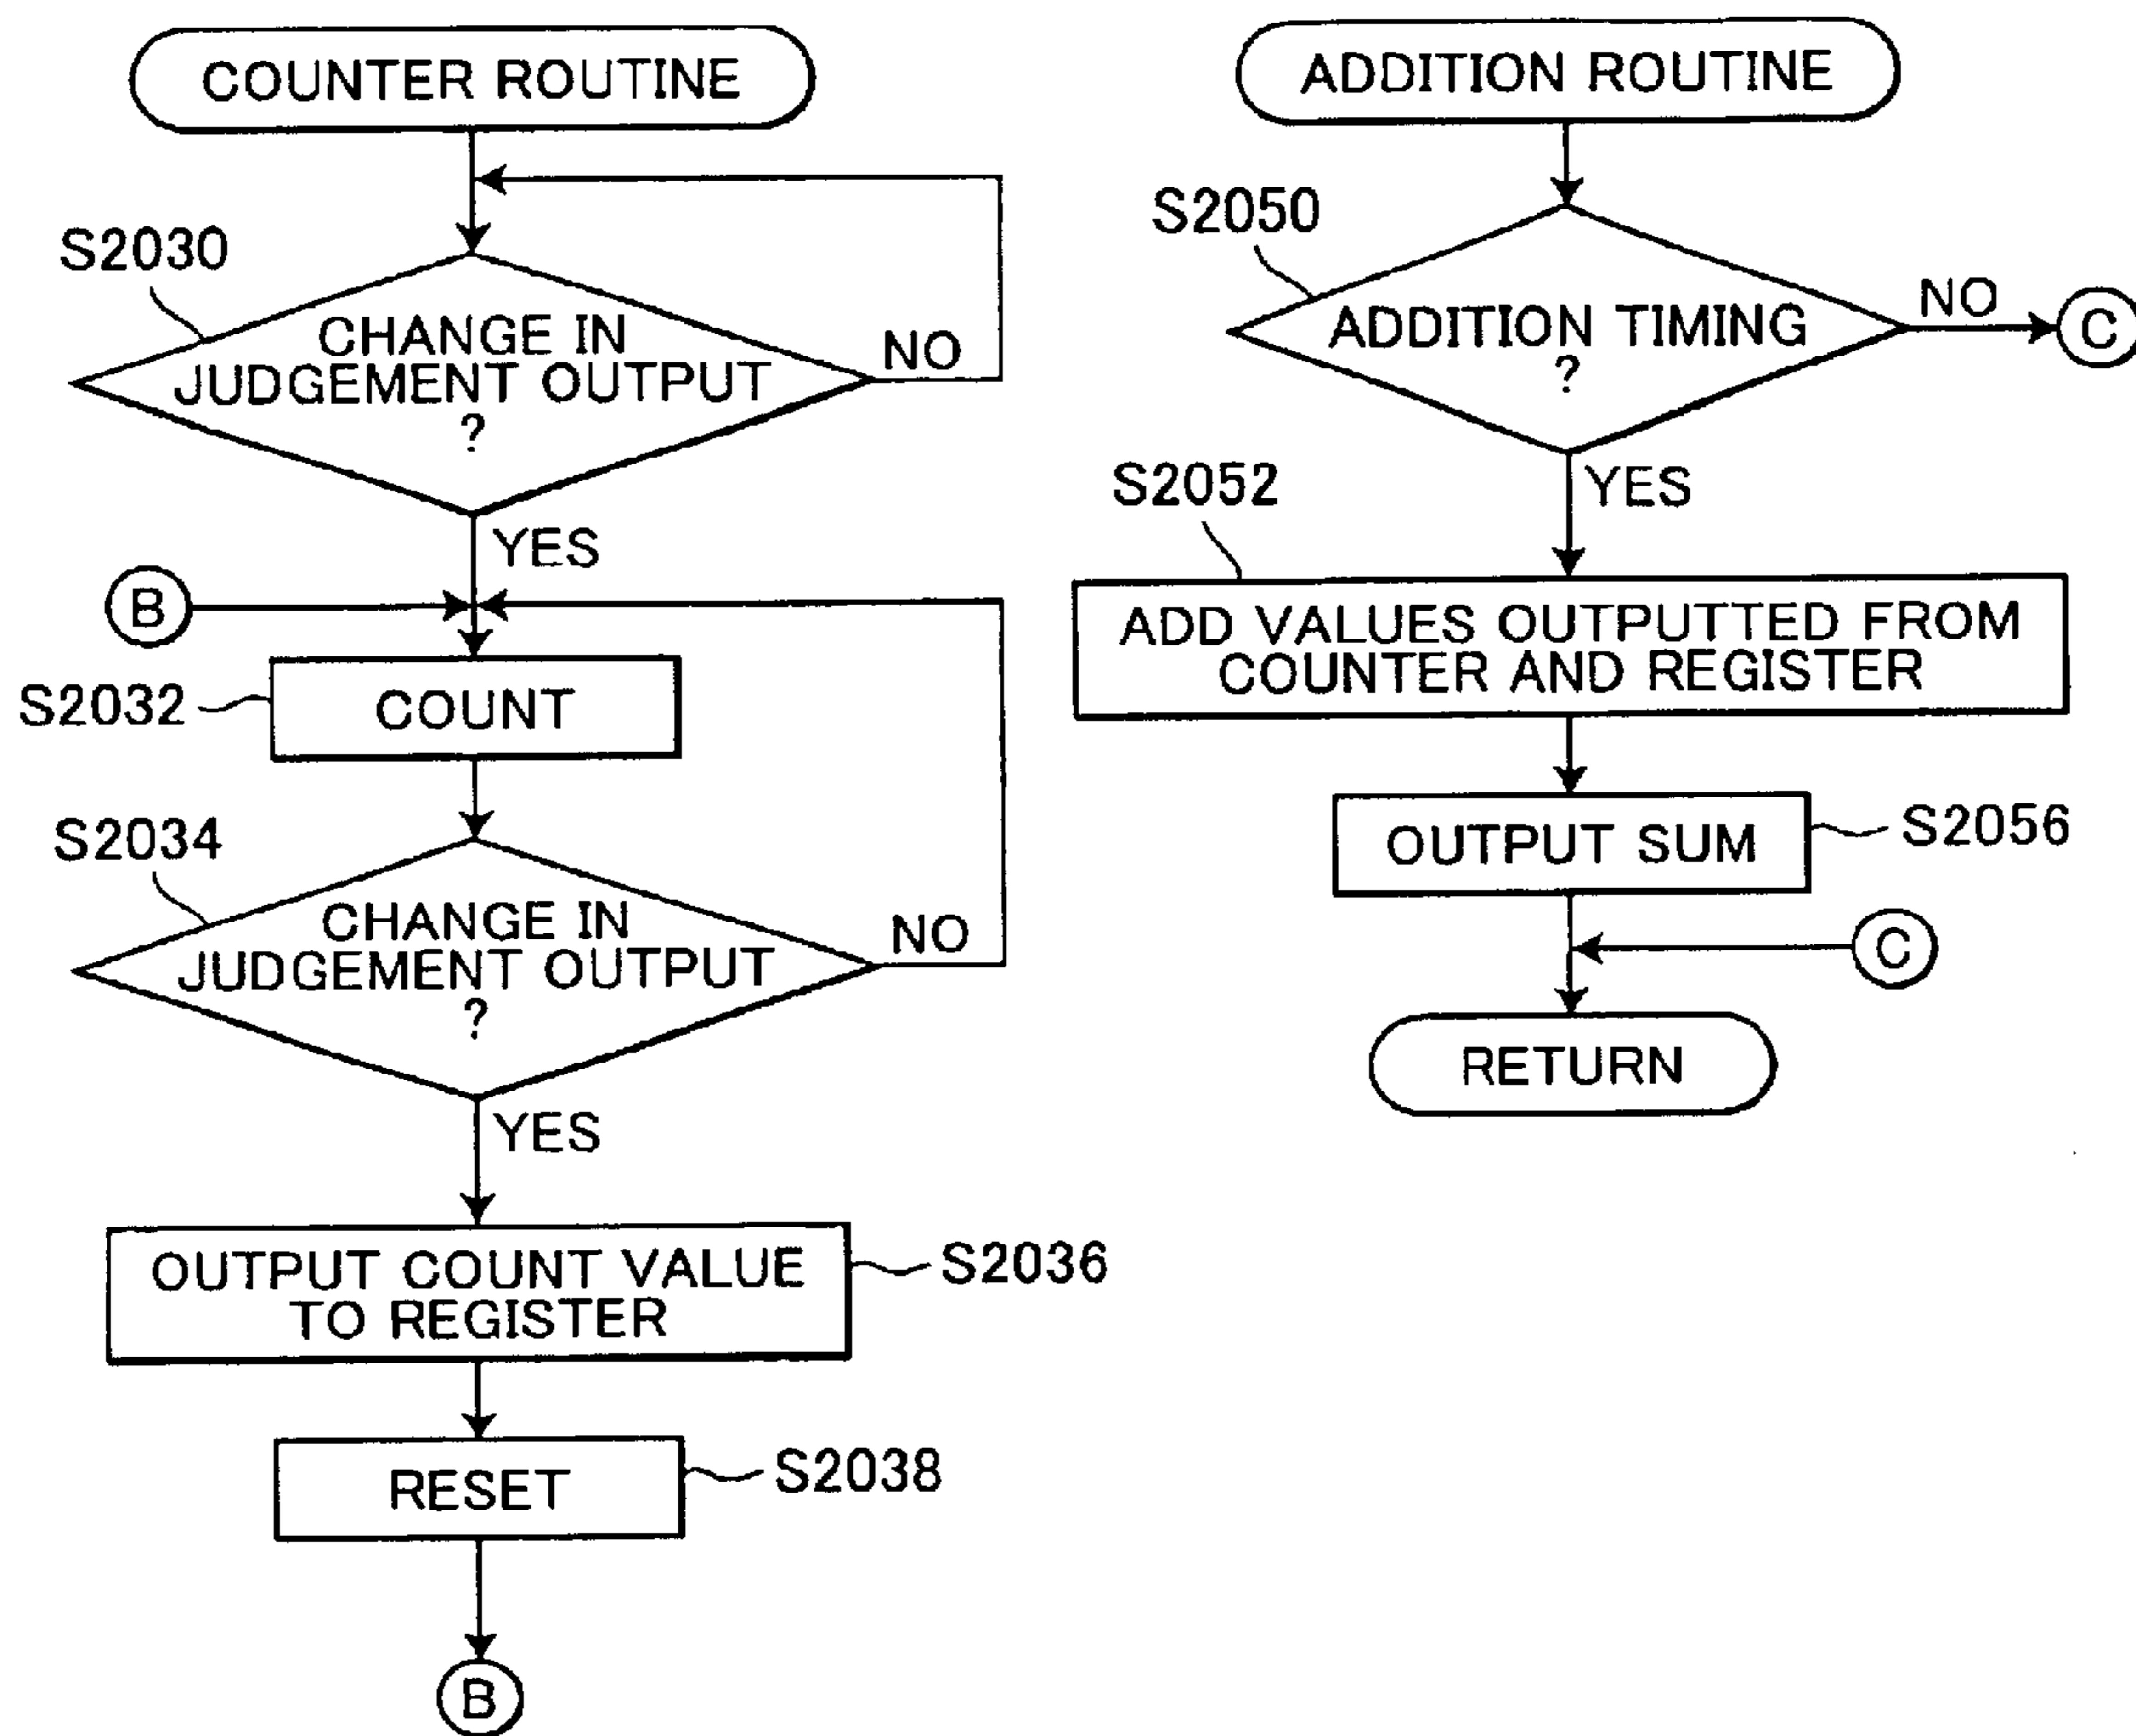 COUNTER ROUTINE
S2030
CHANGE IN
JUDGEMENT OUTPUT
?
NO
YES
B
S2032
COUNT
S2034
CHANGE IN
JUDGEMENT OUTPUT
?
NO
YES
OUTPUT COUNT VALUE
TO REGISTER
S2036
RESET
S2038
B
ADDITION ROUTINE
S2050
ADDITION TIMING
?
NO
C
YES
S2052
ADD VALUES OUTPUTTED FROM
COUNTER AND REGISTER
OUTPUT SUM
S2056
C
RETURN